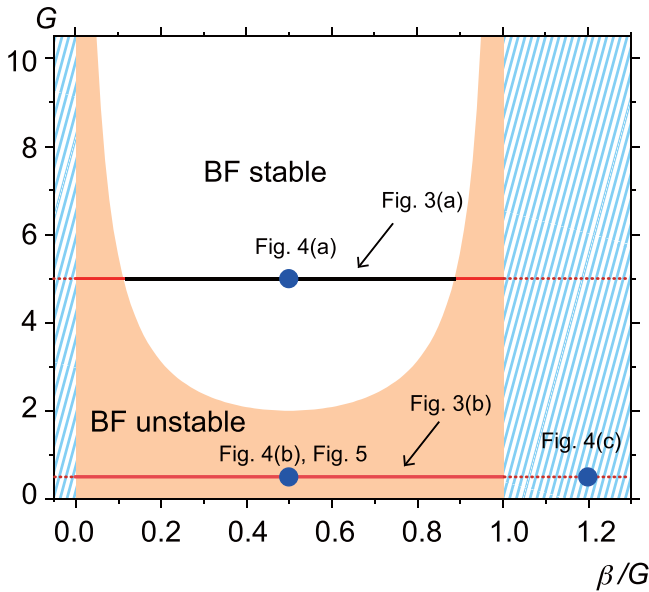 G
10
8
6
4
2
0
BF stable
Fig. 3(a)
Fig. 4(a)
Fig. 3(b)
BF unstable
Fig. 4(b), Fig. 5
Fig. 4(c)
0.0 0.2 0.4 0.6 0.8 1.0 1.2
β/G